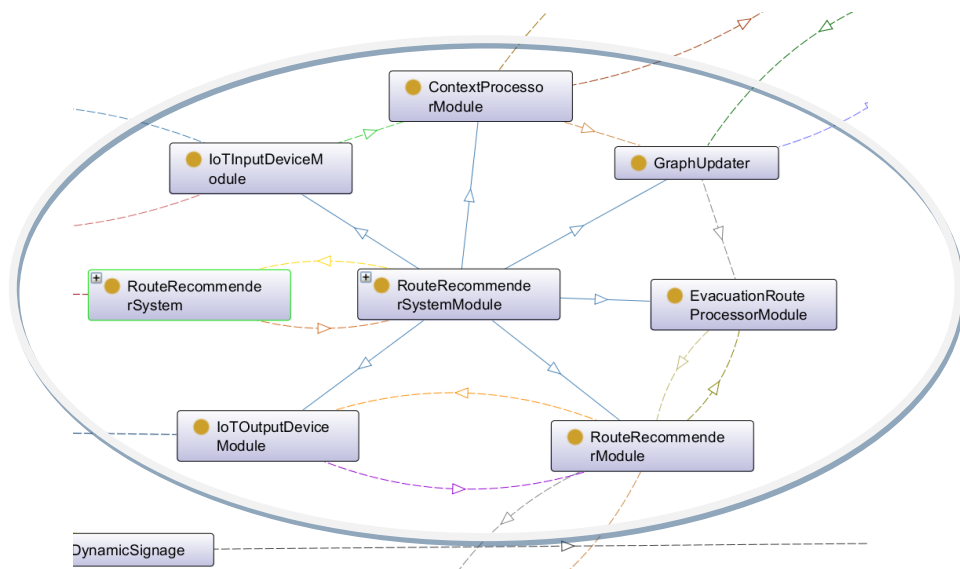 ContextProcesso
rModule
IoTInputDeviceM
odule
GraphUpdater
RouteRecommende
rSystem
RouteRecommende
rSystemModule
EvacuationRoute
ProcessorModule
IoTOutputDevice
Module
RouteRecommende
rModule
DynamicSignage